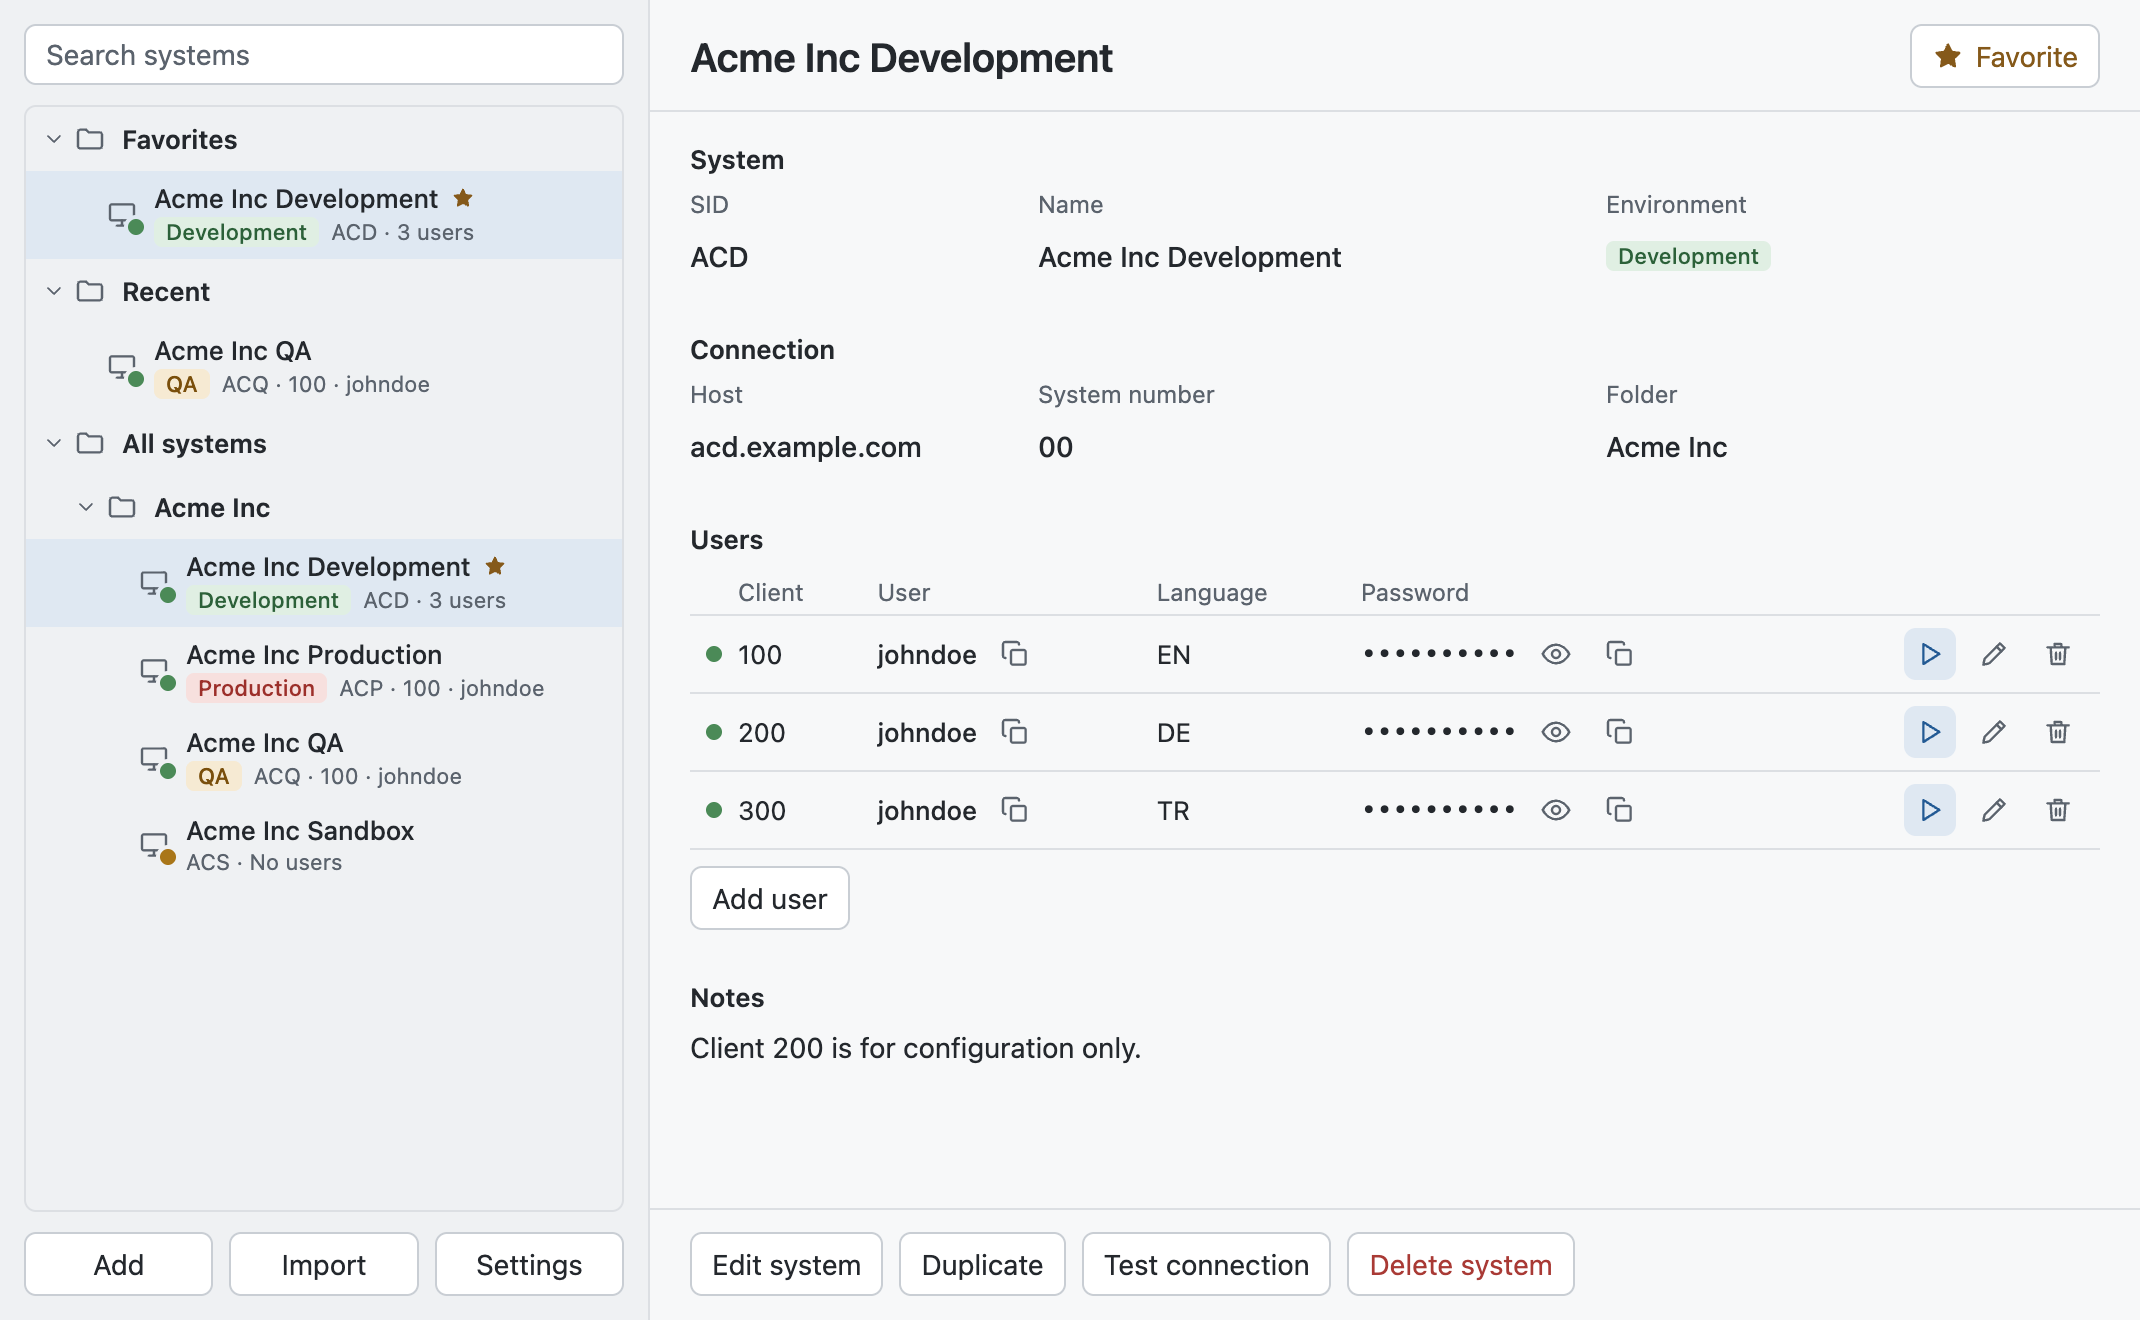 Search systems
Favorites
Acme Inc Development
Development ACD · 3 users
Recent
Acme Inc QA
QA ACQ · 100 · johndoe
All systems
Acme Inc
Acme Inc Development
Development ACD · 3 users
Acme Inc Production
Production ACP · 100 · johndoe
Acme Inc QA
QA ACQ · 100 · johndoe
Acme Inc Sandbox
ACS · No users
Add Import Settings
Acme Inc Development Favorite
System
SID Name Environment
ACD Acme Inc Development Development
Connection
Host System number Folder
acd.example.com 00 Acme Inc
Users
Client User Language Password
100 johndoe EN ••••••••••
200 johndoe DE ••••••••••
300 johndoe TR ••••••••••
Add user
Notes
Client 200 is for configuration only.
Edit system Duplicate Test connection Delete system